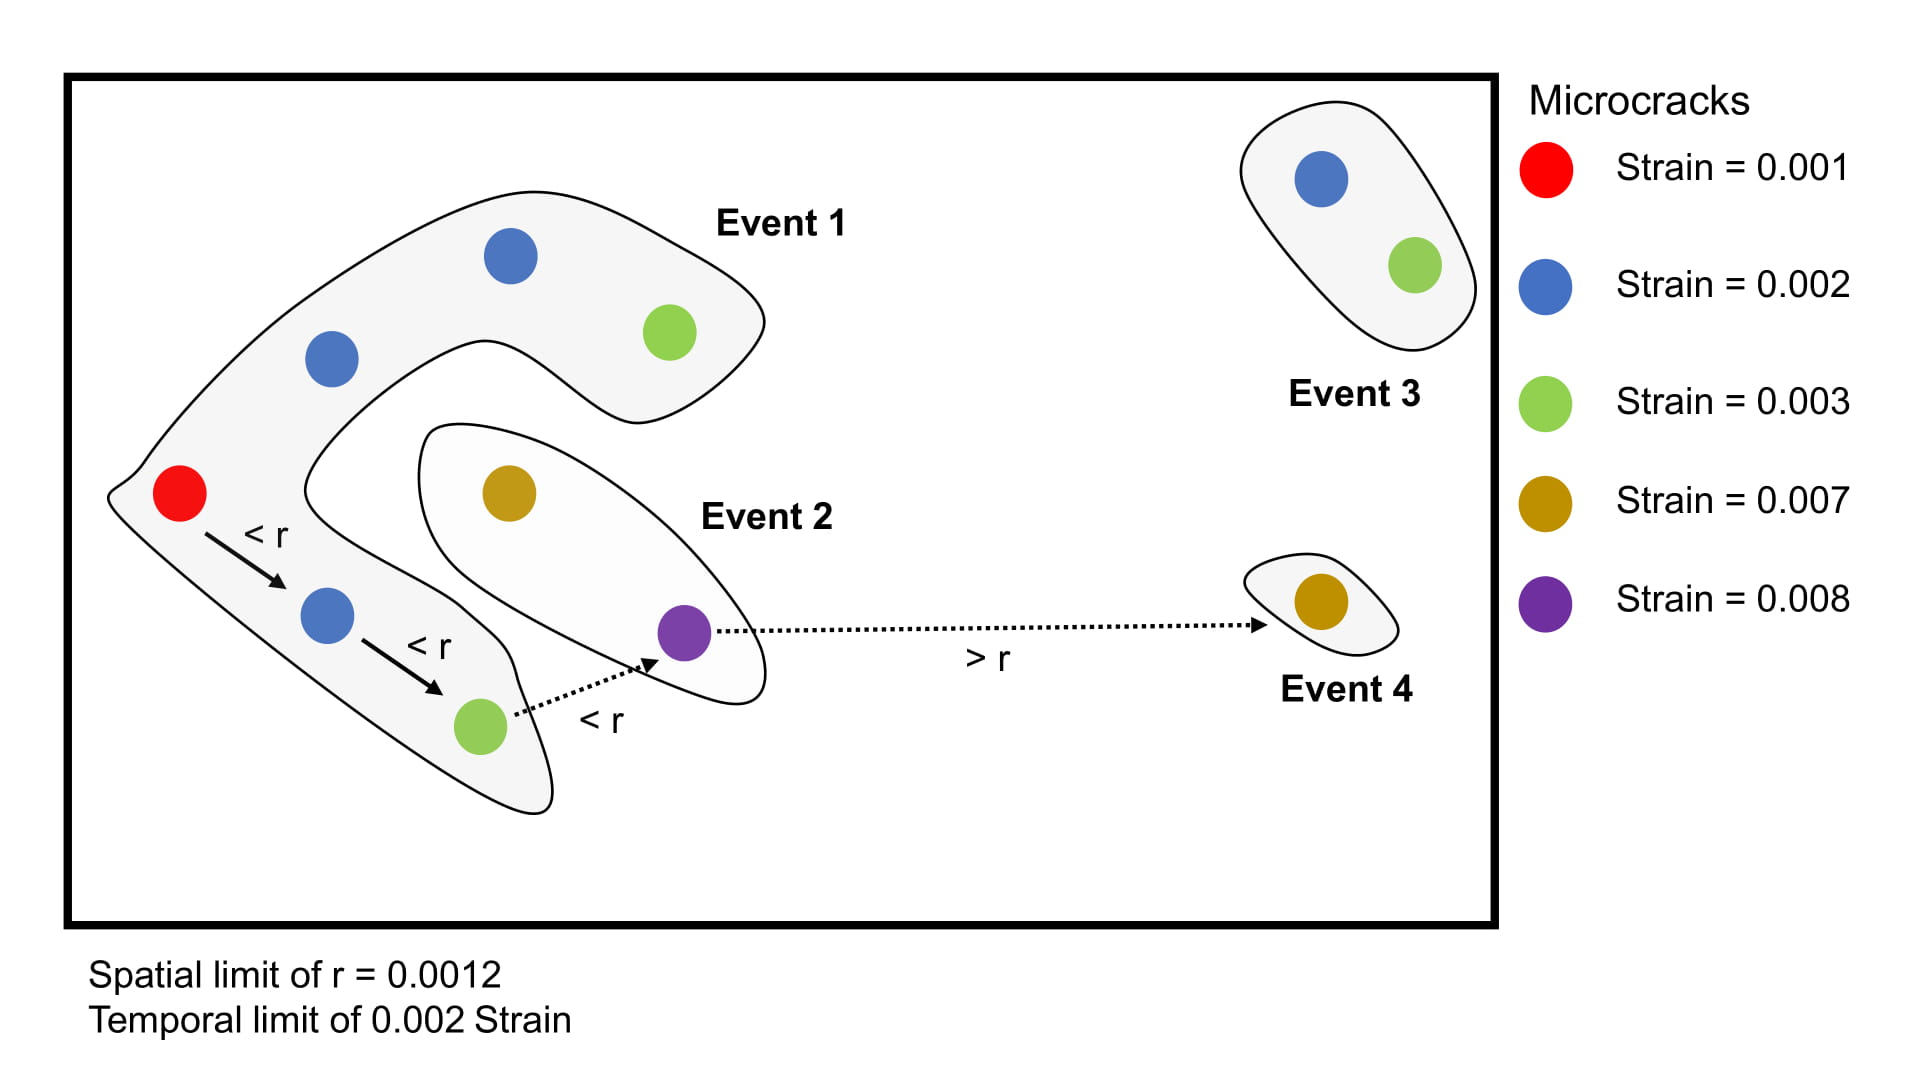 Microcracks
Strain = 0.001
Event 1
Strain = 0.002
Event 3
Strain = 0.003
Event 2
Strain = 0.007
< r
Strain = 0.008
< r
> r
Event 4
< r
Spatial limit of r = 0.0012
Temporal limit of 0.002 Strain